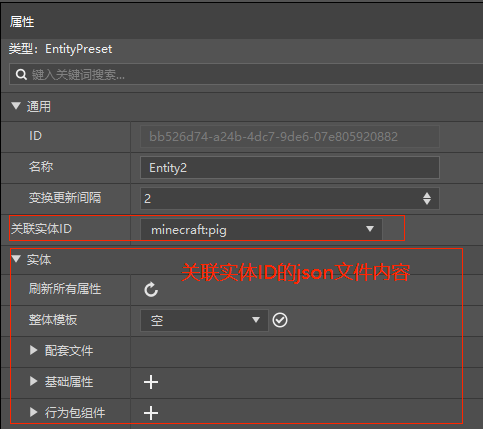 属性
类型: EntityPreset
键入关键词搜索...
通用
ID bb526d74-a24b-4dc7-9de6-07e805920882
名称 Entity2
变换更新间隔 2
关联实体ID minecraft:pig
实体
关联实体ID的json文件内容
刷新所有属性
整体模板 空
配套文件
基础属性
行为包组件